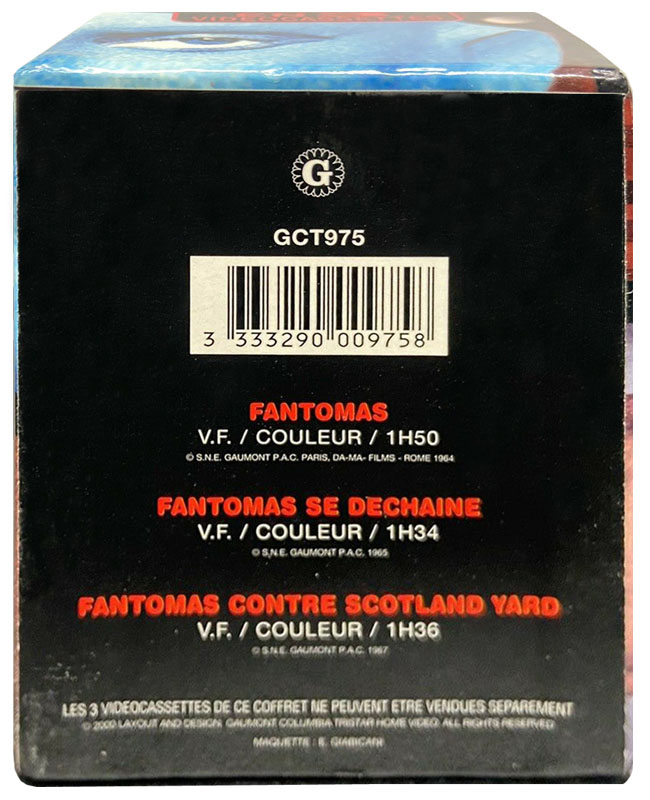 VIDEOCASSETTES
G
GCT975
3 333290 009758
FANTOMAS
V.F. / COULEUR / 1H50
© S.N.E. GAUMONT P.A.C. PARIS, DA-MA- FILMS - ROME 1964
FANTOMAS SE DECHAINE
V.F. / COULEUR / 1H34
© S.N.E. GAUMONT P.A.C. 1965
FANTOMAS CONTRE SCOTLAND YARD
V.F. / COULEUR / 1H36
© S.N.E. GAUMONT P.A.C. 1967
LES 3 VIDEOCASSETTES DE CE COFFRET NE PEUVENT ETRE VENDUES SEPAREMENT
© 2000 LAYOUT AND DESIGN GAUMONT COLUMBIA TRISTAR HOME VIDEO ALL RIGHTS RESERVED
MAQUETTE : E. GIABICANI